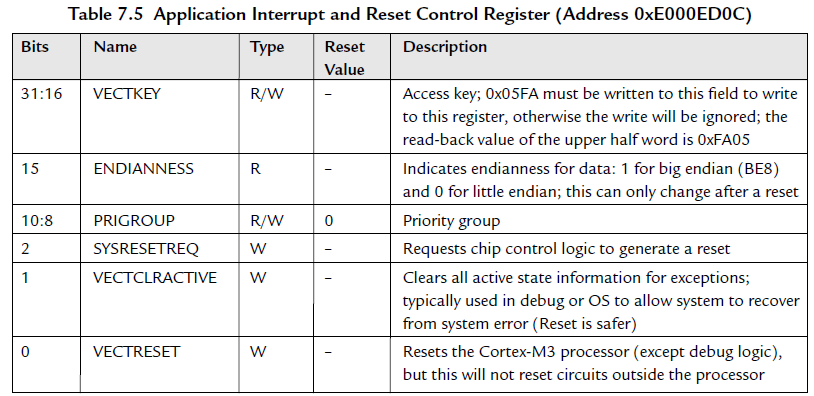 Table 7.5 Application Interrupt and Reset Control Register (Address 0xE000ED0C)
Bits Name Type Reset Value Description
31:16 VECTKEY R/W – Access key; 0x05FA must be written to this field to write
to this register, otherwise the write will be ignored; the
read-back value of the upper half word is 0xFA05
15 ENDIANNESS R – Indicates endianness for data: 1 for big endian (BE8)
and 0 for little endian; this can only change after a reset
10:8 PRIGROUP R/W 0 Priority group
2 SYSRESETREQ W – Requests chip control logic to generate a reset
1 VECTCLRACTIVE W – Clears all active state information for exceptions;
typically used in debug or OS to allow system to recover
from system error (Reset is safer)
0 VECTRESET W – Resets the Cortex-M3 processor (except debug logic),
but this will not reset circuits outside the processor